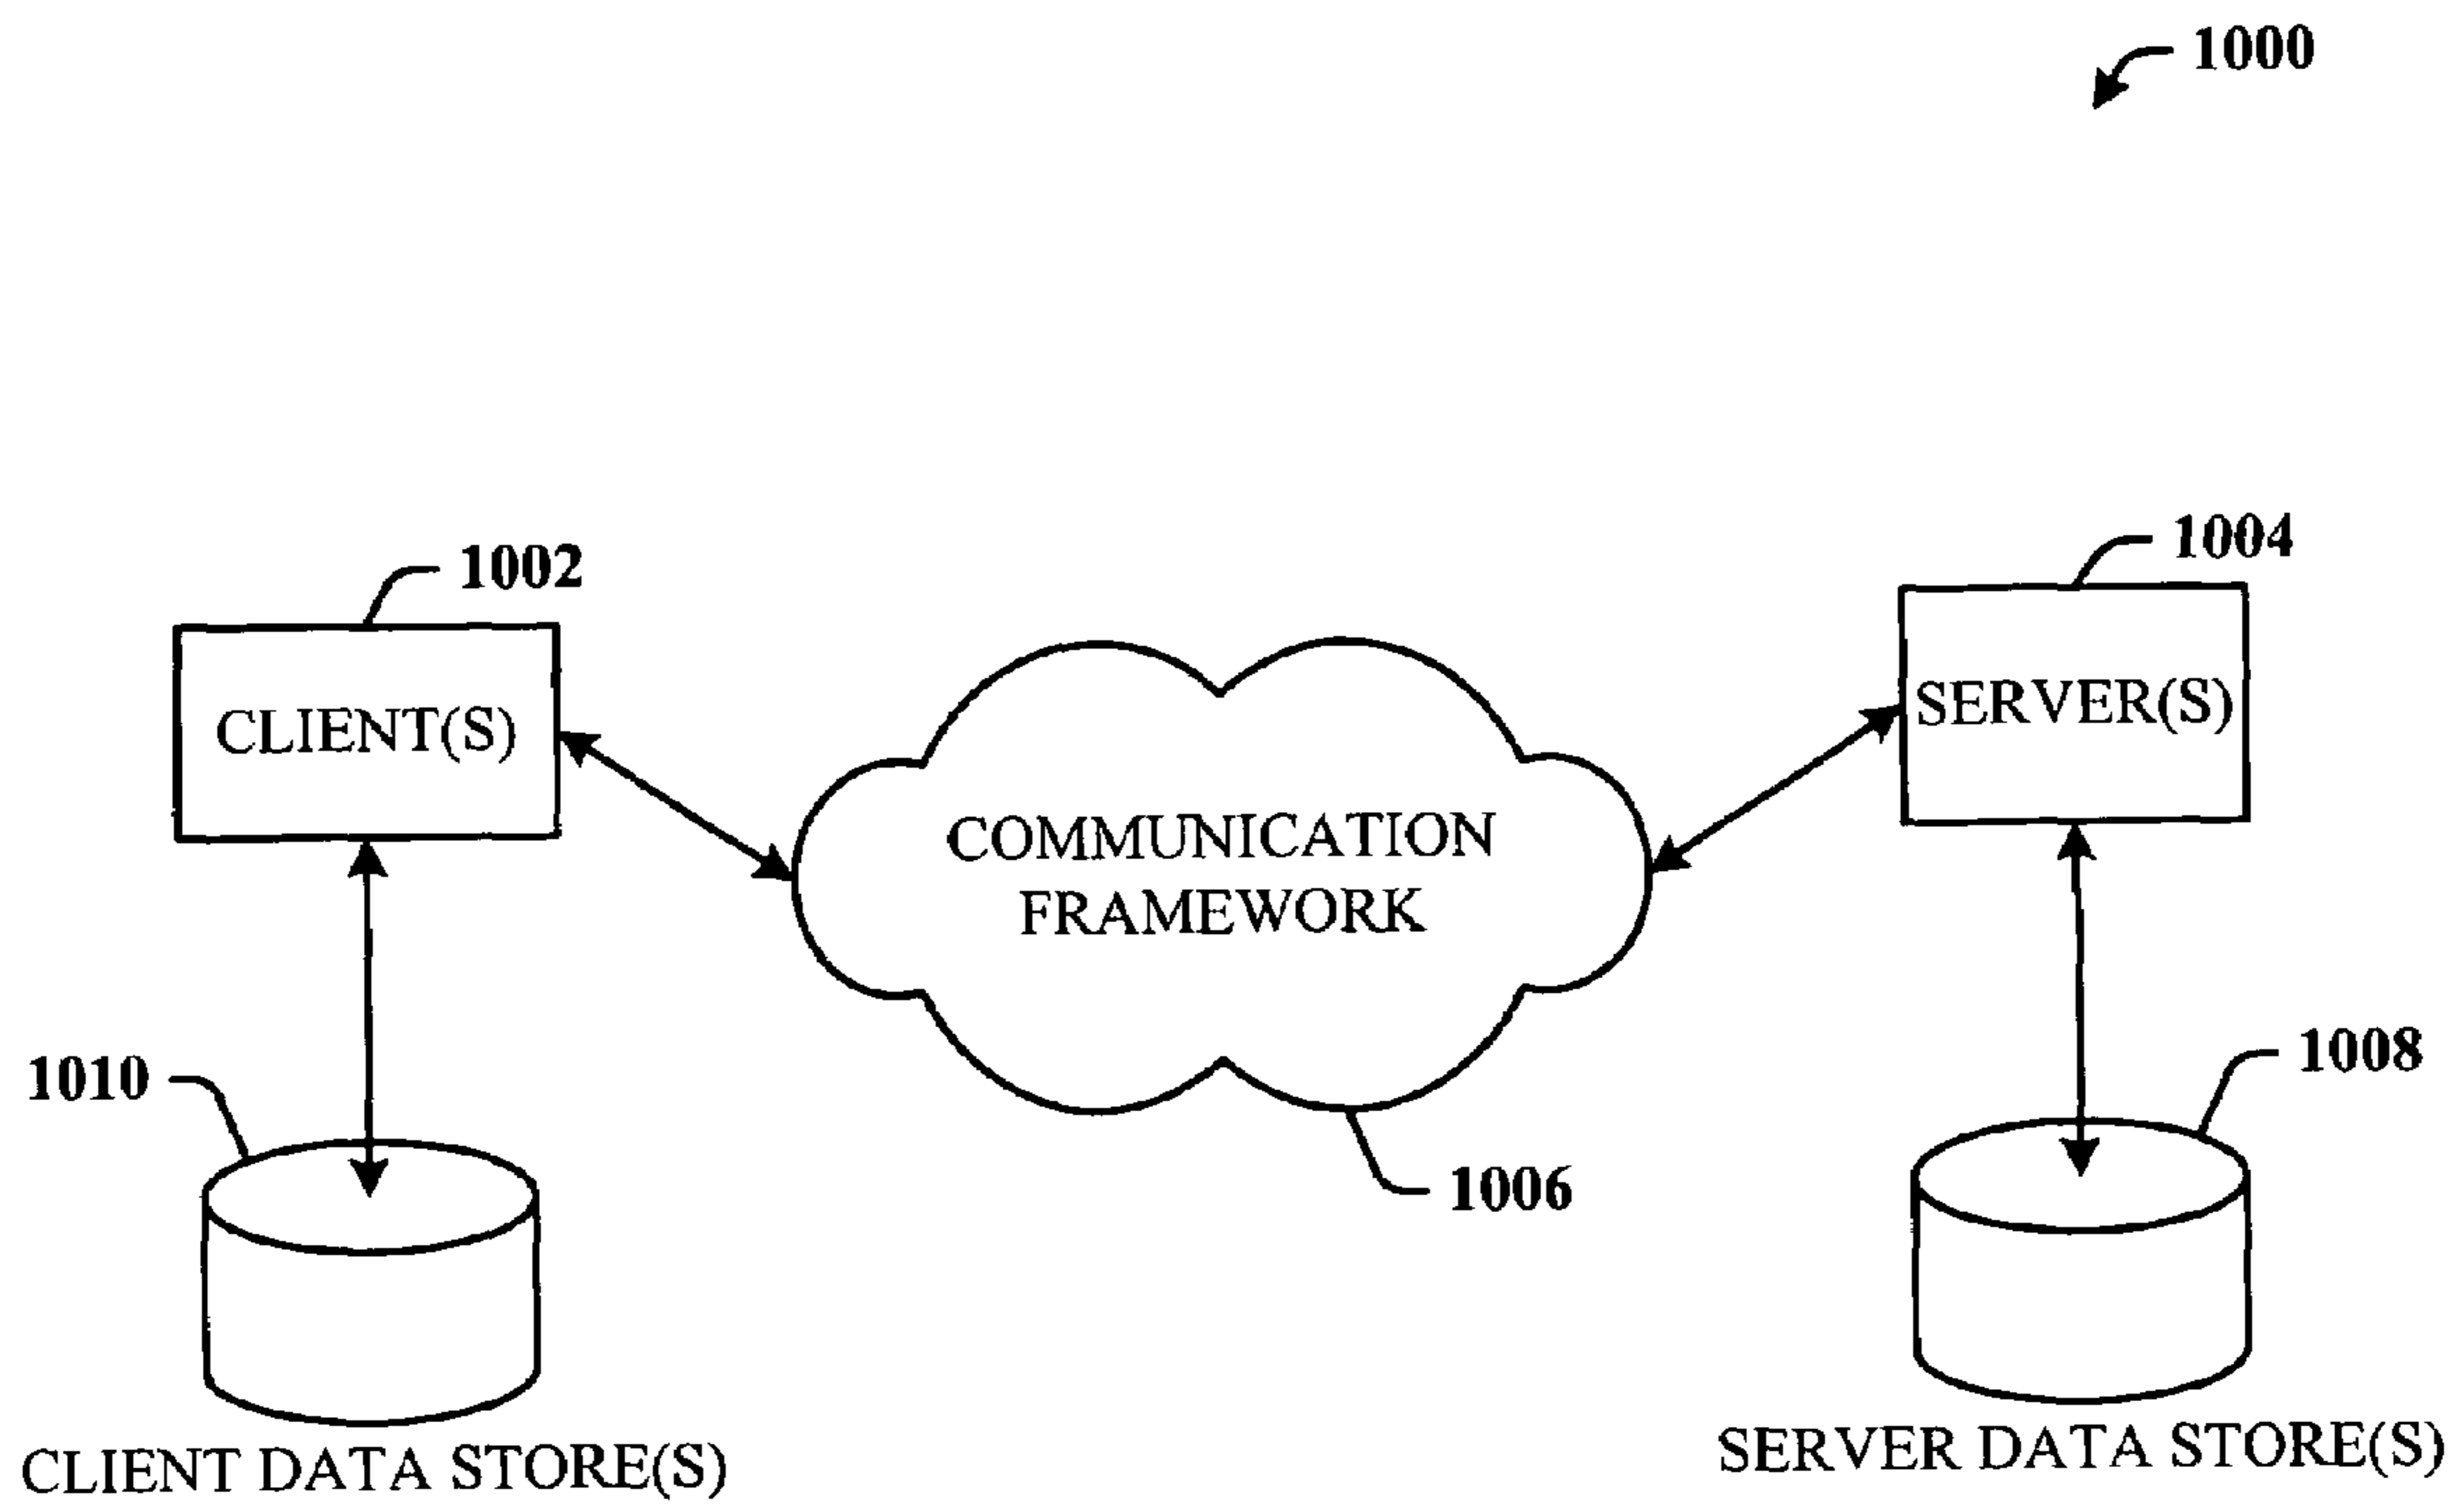 1000
1002
1004
CLIENT(S)
SERVER(S)
COMMUNICATION
FRAMEWORK
1010
1008
1006
CLIENT DATA STORE(S)
SERVER DATA STORE(S)